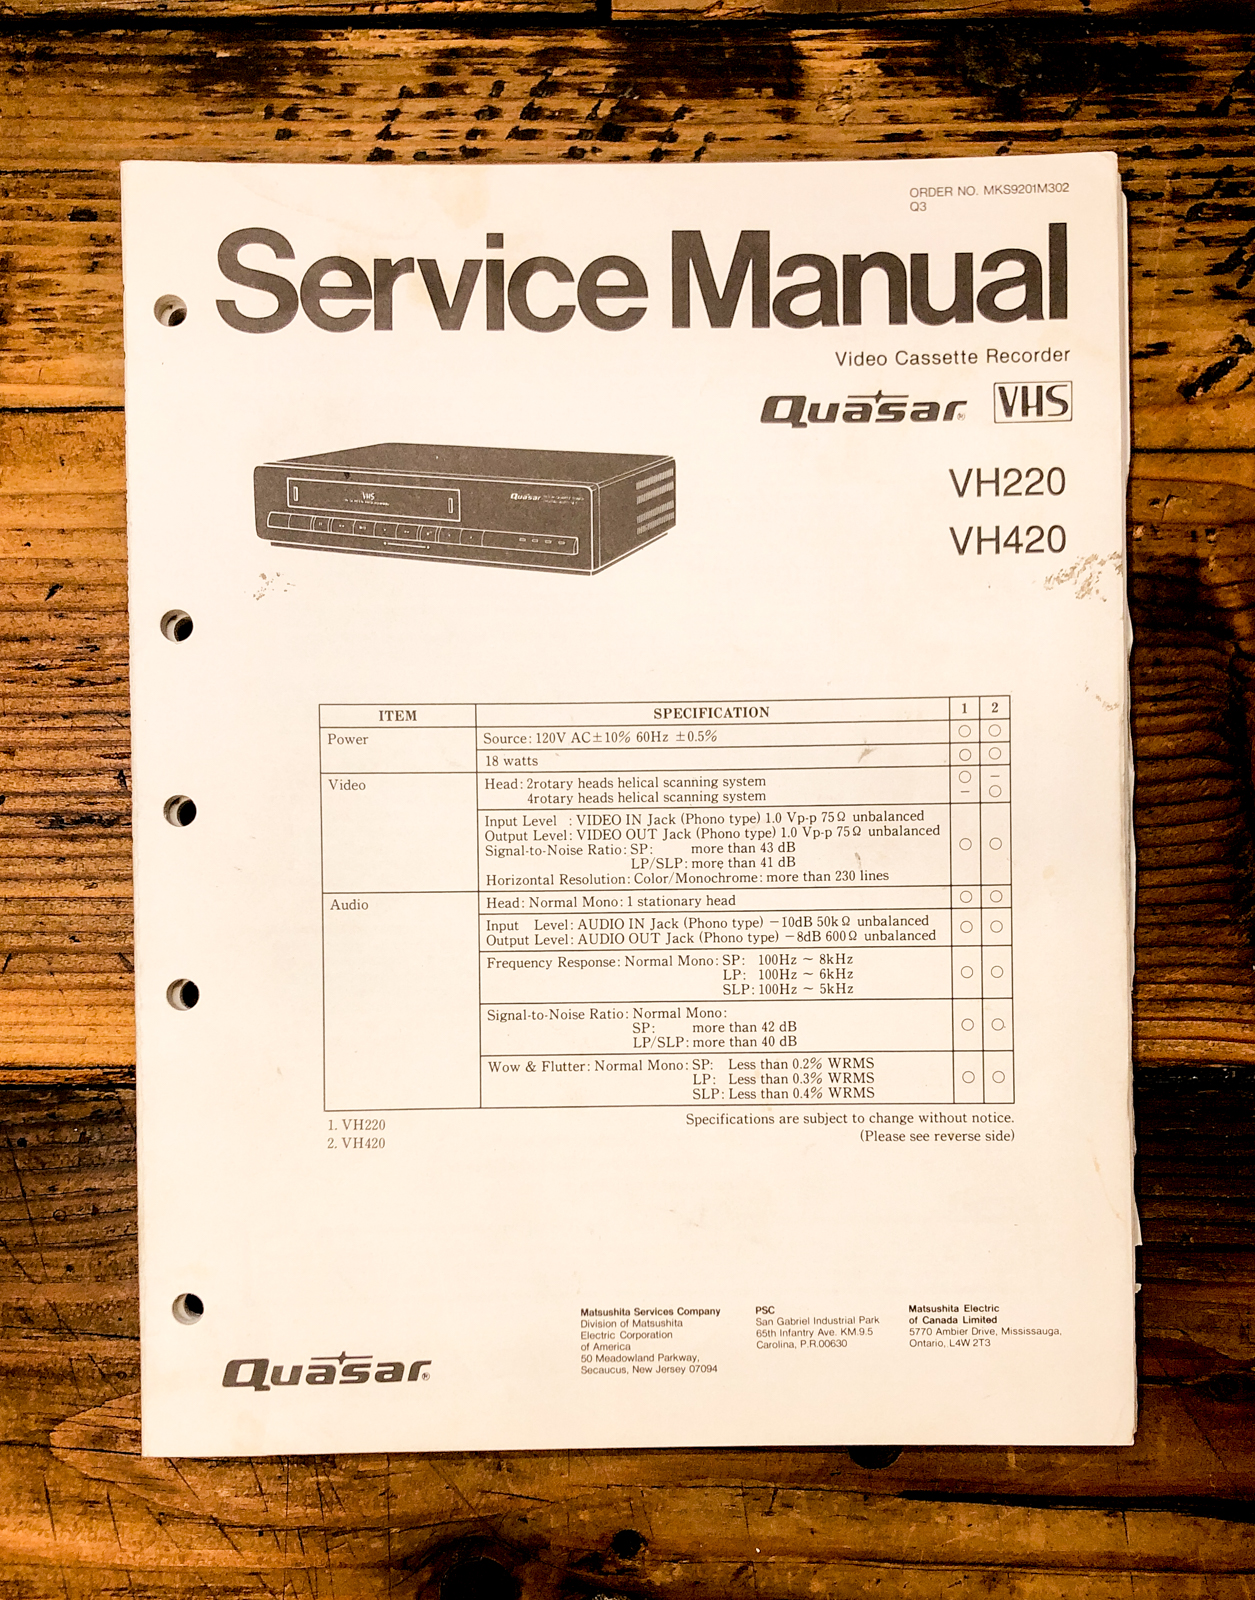 ORDER NO. MKS9201M302
Q3
Service Manual
Video Cassette Recorder
Quasar® VHS
VH220
VH420
VHS
Quasar
ITEM SPECIFICATION 1 2
Power Source: 120V AC±10% 60Hz ±0.5% ○ ○
18 watts ○ ○
Video Head: 2rotary heads helical scanning system ○ –
4rotary heads helical scanning system – ○
Input Level : VIDEO IN Jack (Phono type) 1.0 Vp-p 75Ω unbalanced
Output Level: VIDEO OUT Jack (Phono type) 1.0 Vp-p 75Ω unbalanced
Signal-to-Noise Ratio: SP: more than 43 dB ○ ○
LP/SLP: more than 41 dB
Horizontal Resolution: Color/Monochrome: more than 230 lines
Audio Head: Normal Mono: 1 stationary head ○ ○
Input Level: AUDIO IN Jack (Phono type) −10dB 50kΩ unbalanced ○ ○
Output Level: AUDIO OUT Jack (Phono type) −8dB 600Ω unbalanced
Frequency Response: Normal Mono: SP: 100Hz ~ 8kHz
LP: 100Hz ~ 6kHz ○ ○
SLP: 100Hz ~ 5kHz
Signal-to-Noise Ratio: Normal Mono:
SP: more than 42 dB ○ ○
LP/SLP: more than 40 dB
Wow & Flutter: Normal Mono: SP: Less than 0.2% WRMS
LP: Less than 0.3% WRMS ○ ○
SLP: Less than 0.4% WRMS
1. VH220
2. VH420
Specifications are subject to change without notice.
(Please see reverse side)
Quasar®
Matsushita Services Company
Division of Matsushita
Electric Corporation
of America
50 Meadowland Parkway,
Secaucus, New Jersey 07094
PSC
San Gabriel Industrial Park
65th Infantry Ave. KM.9.5
Carolina, P.R.00630
Matsushita Electric
of Canada Limited
5770 Ambler Drive, Mississauga,
Ontario, L4W 2T3